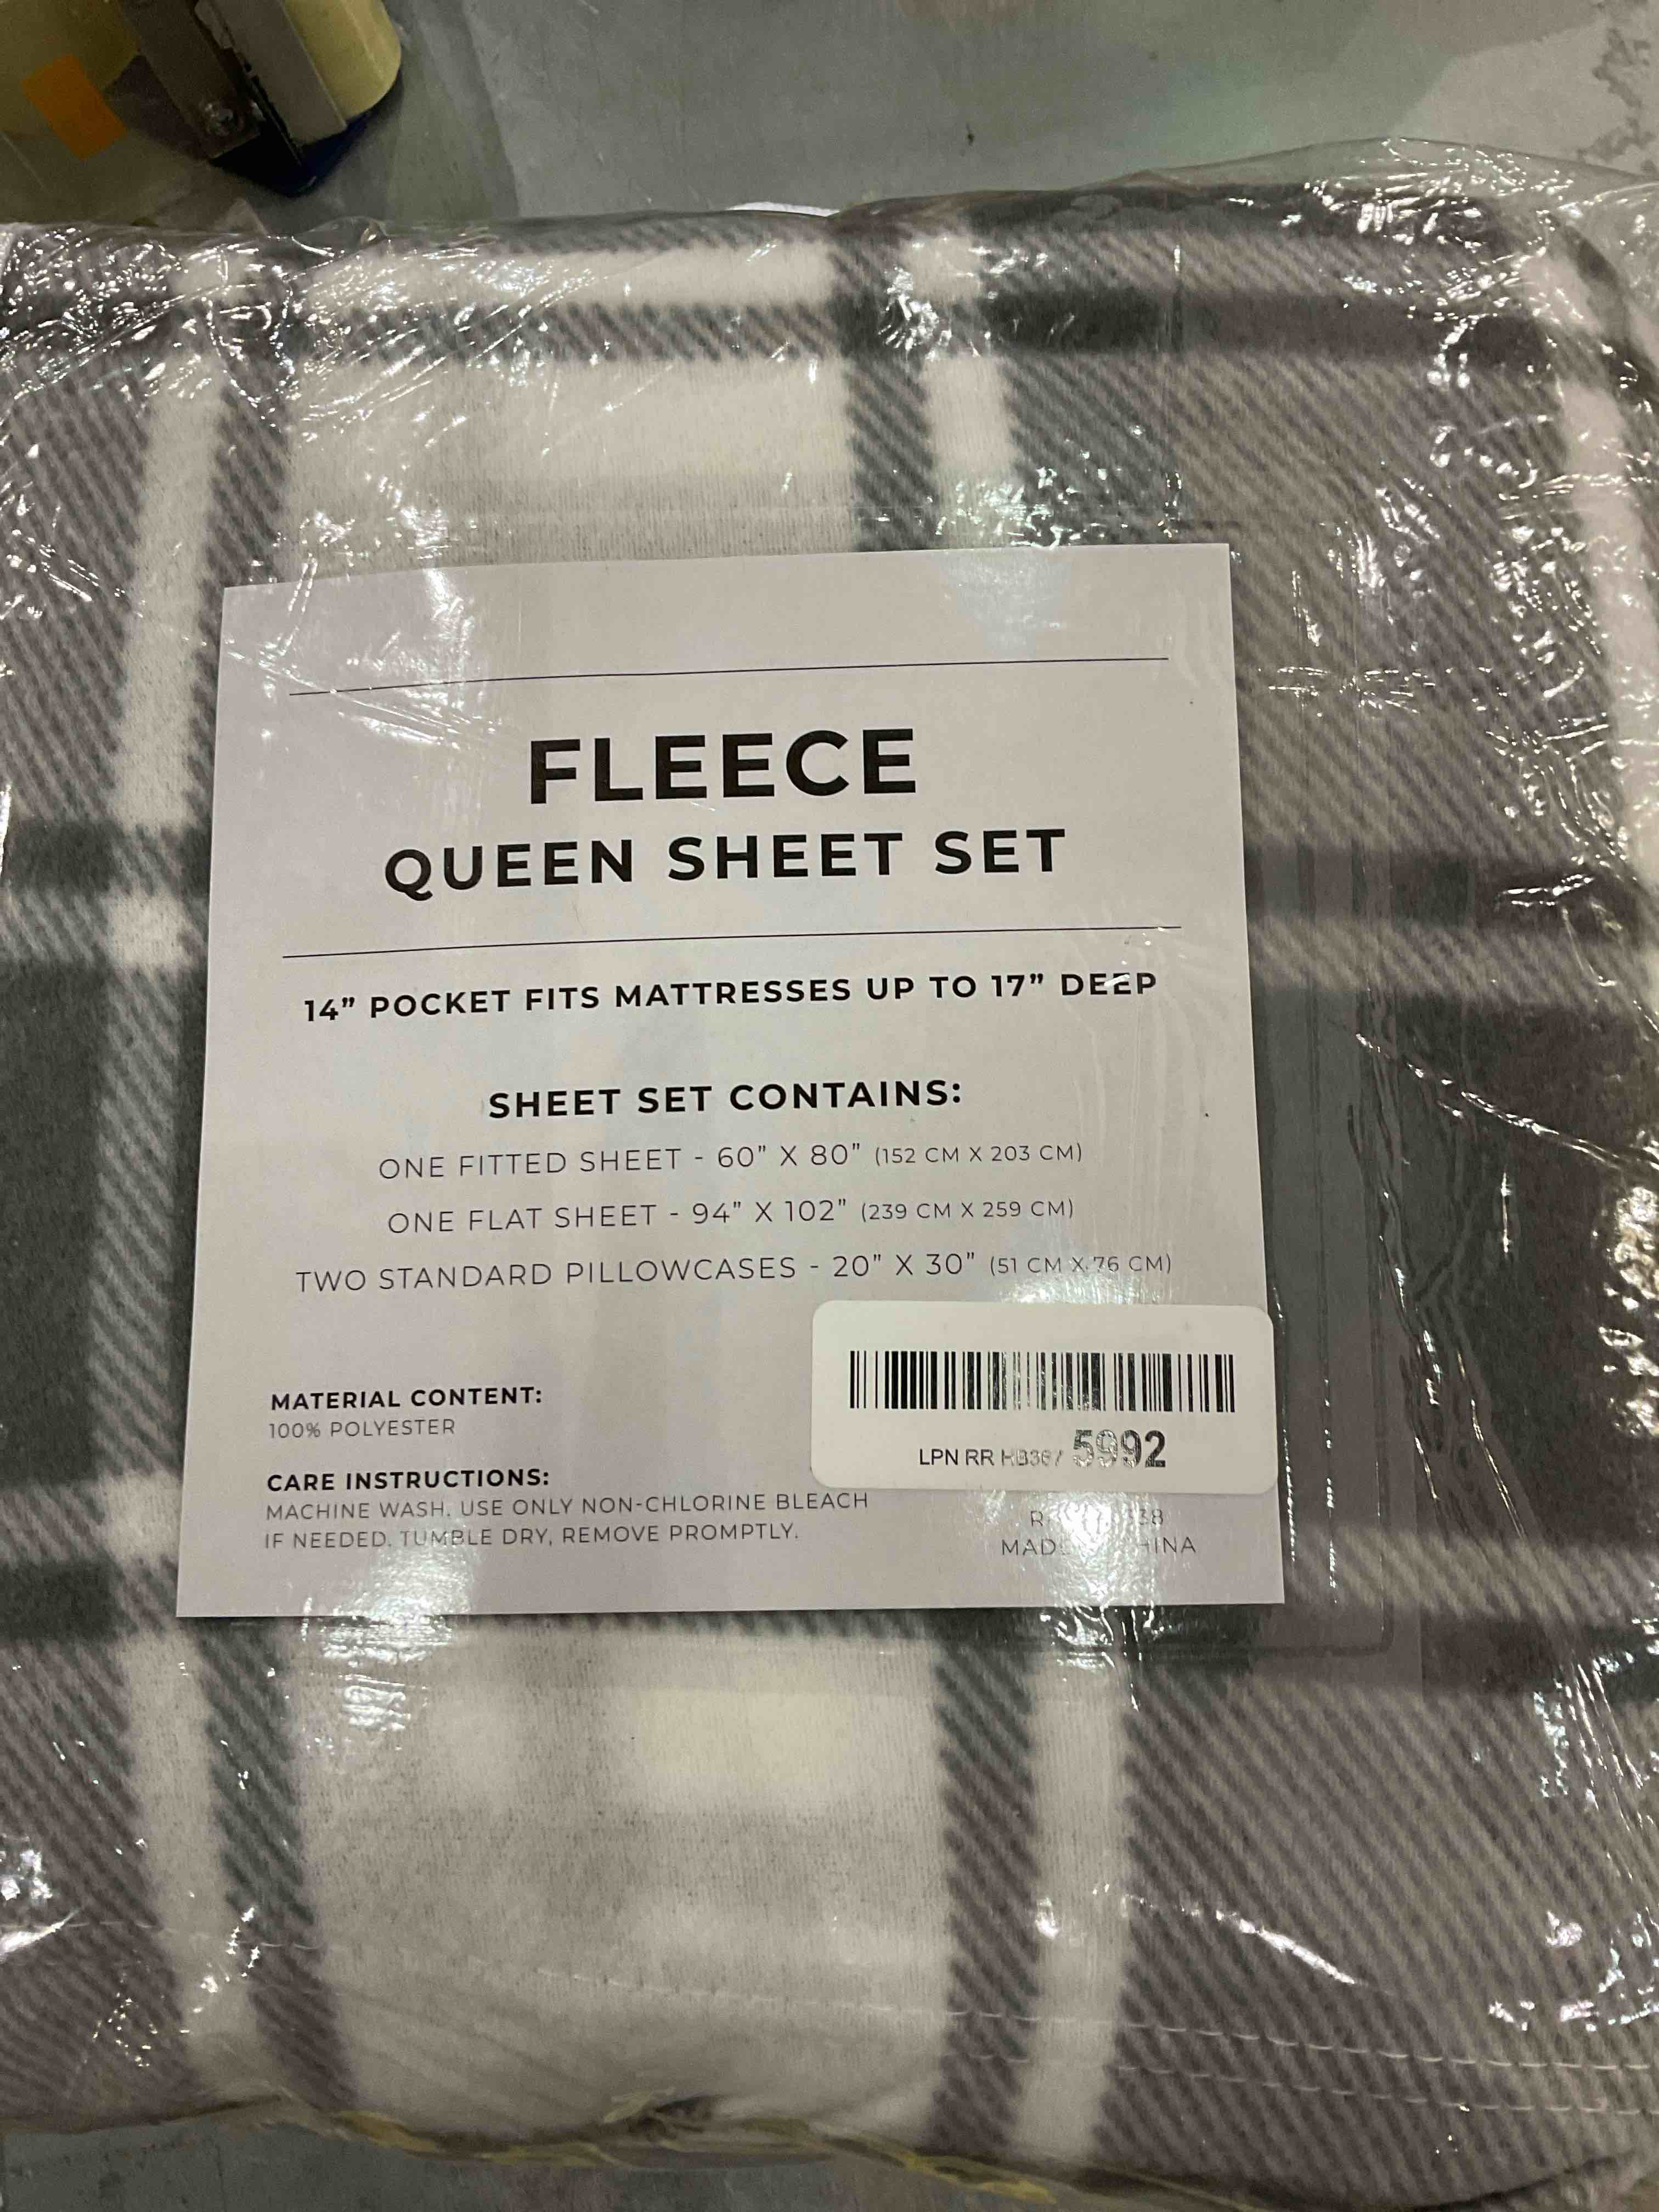 FLEECE
QUEEN SHEET SET
14” POCKET FITS MATTRESSES UP TO 17” DEEP
SHEET SET CONTAINS:
ONE FITTED SHEET - 60” X 80” (152 CM X 203 CM)
ONE FLAT SHEET - 94” X 102” (239 CM X 259 CM)
TWO STANDARD PILLOWCASES - 20” X 30” (51 CM X 76 CM)
MATERIAL CONTENT:
100% POLYESTER
CARE INSTRUCTIONS:
MACHINE WASH. USE ONLY NON-CHLORINE BLEACH
IF NEEDED. TUMBLE DRY, REMOVE PROMPTLY.
LPN RR 5992